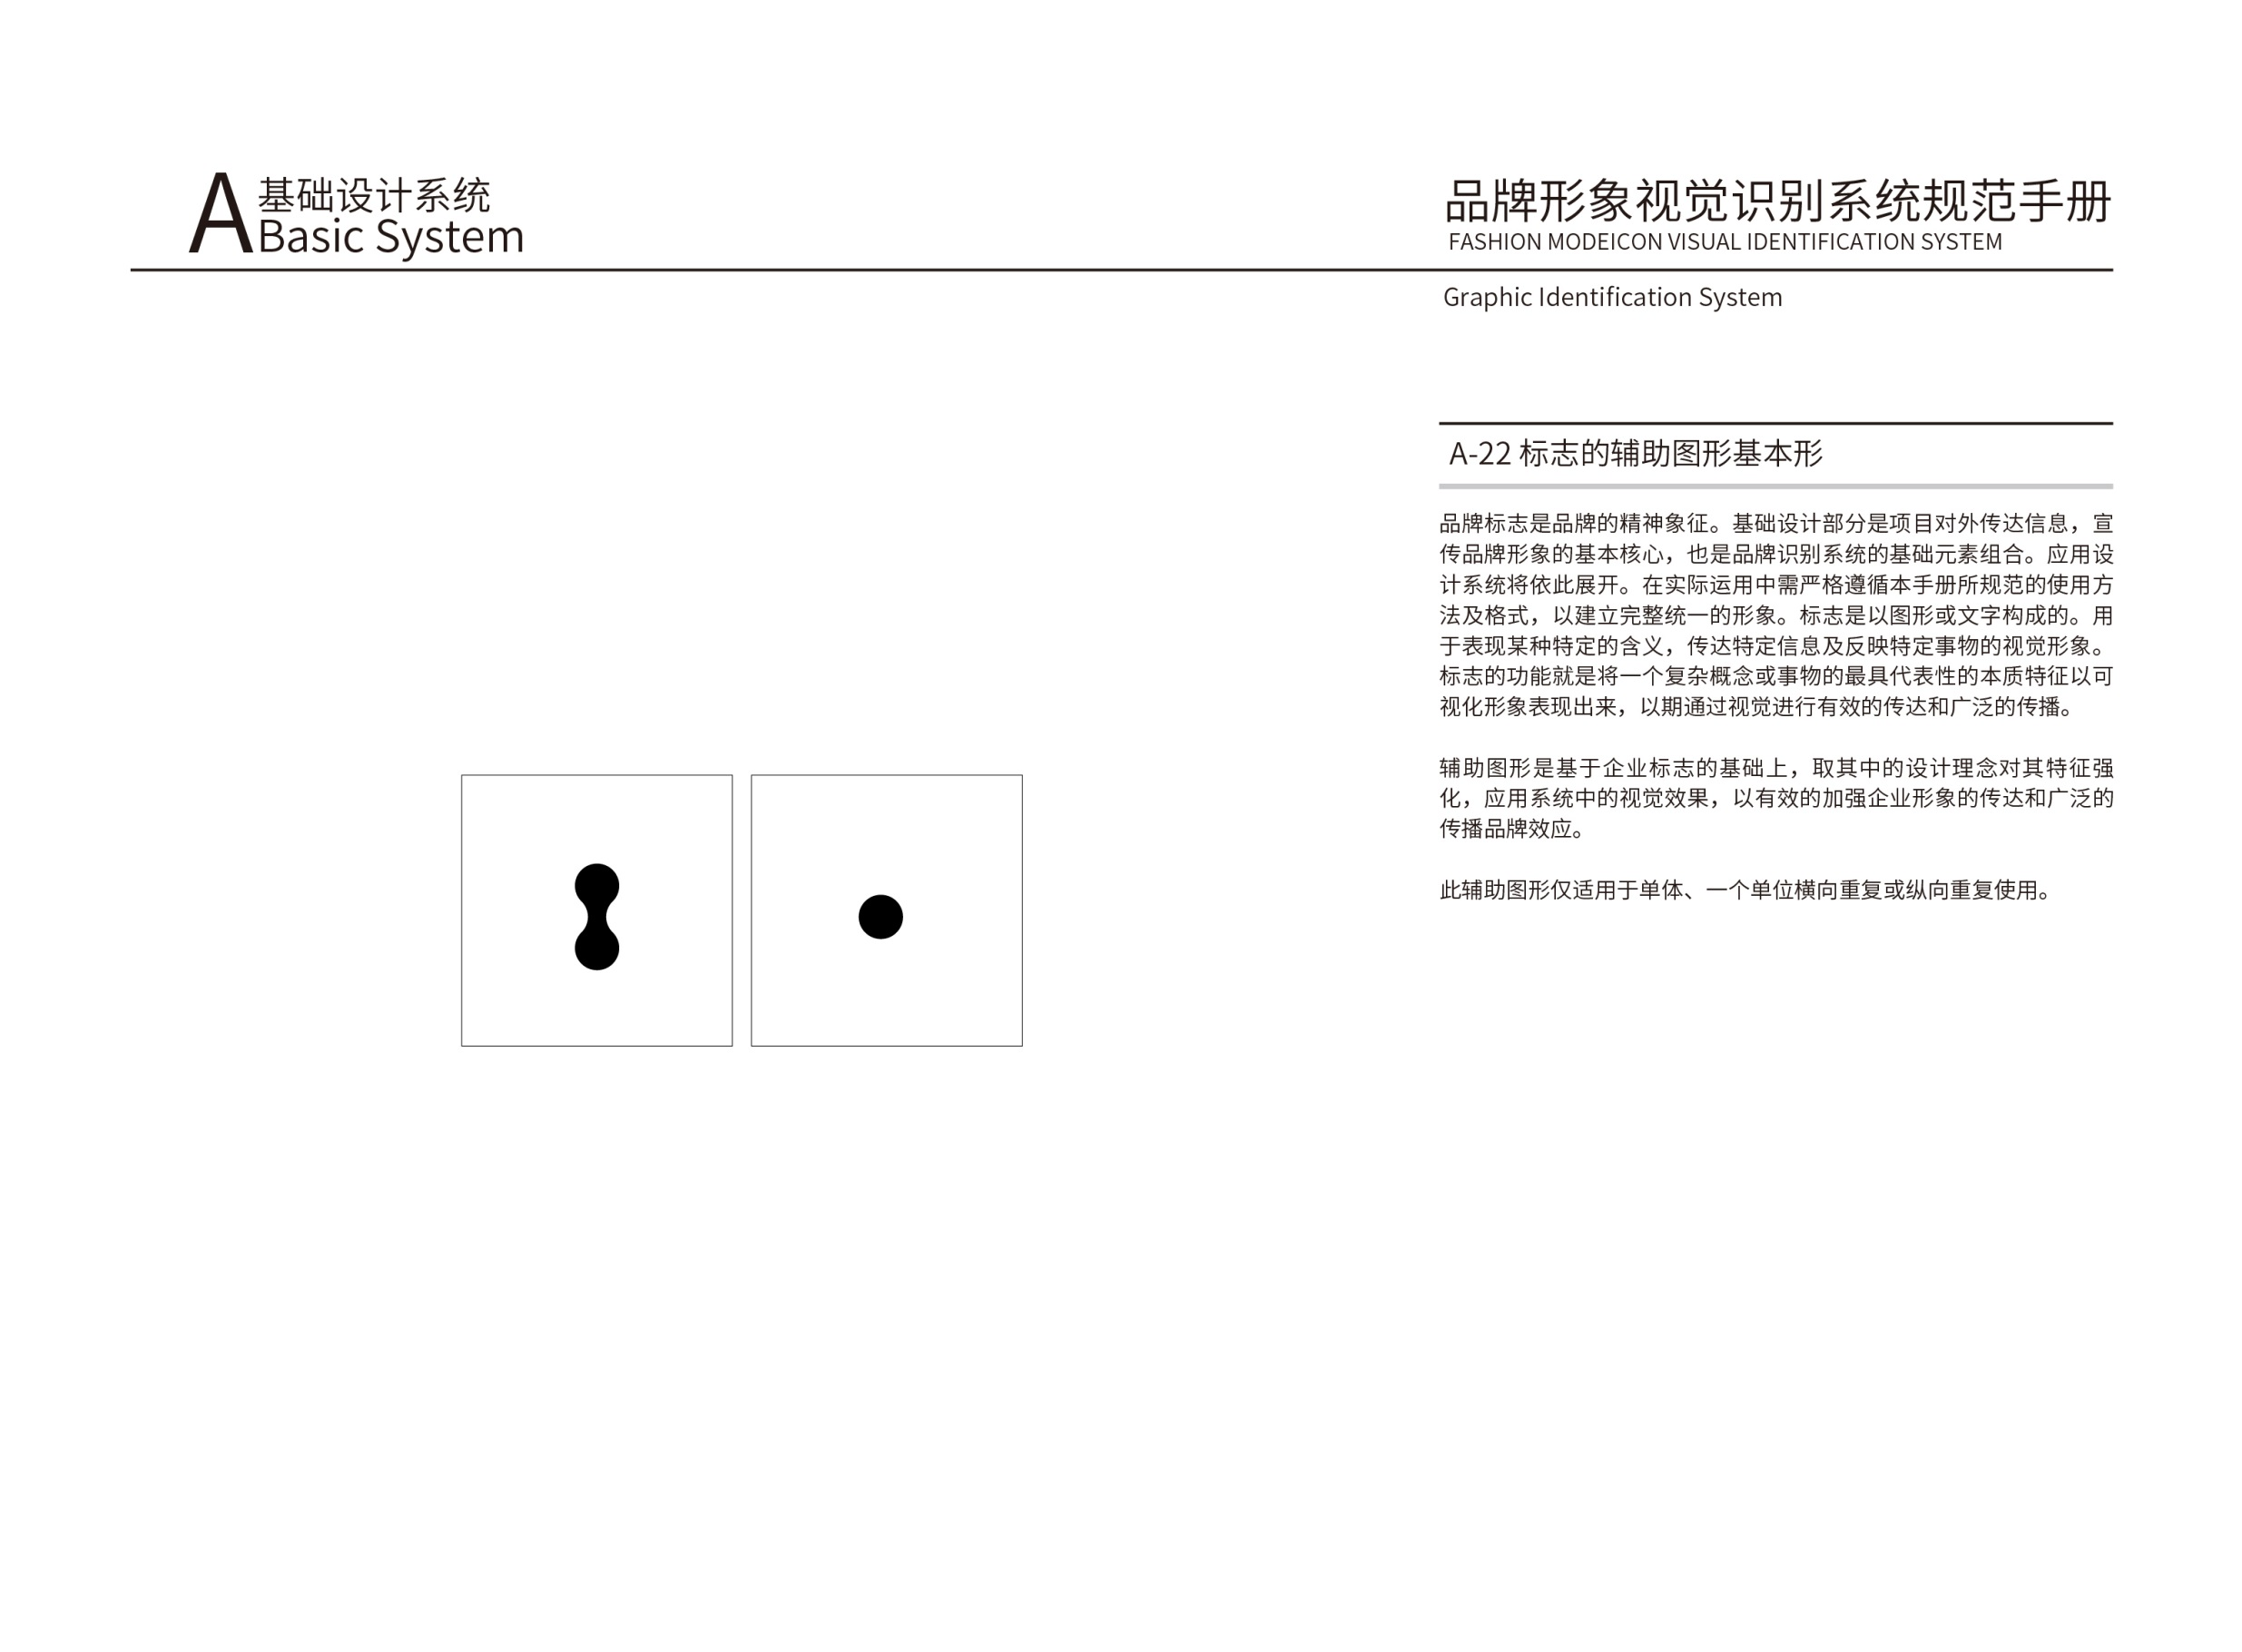 A
基础设计系统
Basic System
品牌形象视觉识别系统规范手册
FASHION MODEICON VISUAL IDENTIFICATION SYSTEM
Graphic Identification System
A-22 标志的辅助图形基本形
品牌标志是品牌的精神象征。基础设计部分是项目对外传达信息，宣
传品牌形象的基本核心，也是品牌识别系统的基础元素组合。应用设
计系统将依此展开。在实际运用中需严格遵循本手册所规范的使用方
法及格式，以建立完整统一的形象。标志是以图形或文字构成的。用
于表现某种特定的含义，传达特定信息及反映特定事物的视觉形象。
标志的功能就是将一个复杂概念或事物的最具代表性的本质特征以可
视化形象表现出来，以期通过视觉进行有效的传达和广泛的传播。
辅助图形是基于企业标志的基础上，取其中的设计理念对其特征强
化，应用系统中的视觉效果，以有效的加强企业形象的传达和广泛的
传播品牌效应。
此辅助图形仅适用于单体、一个单位横向重复或纵向重复使用。